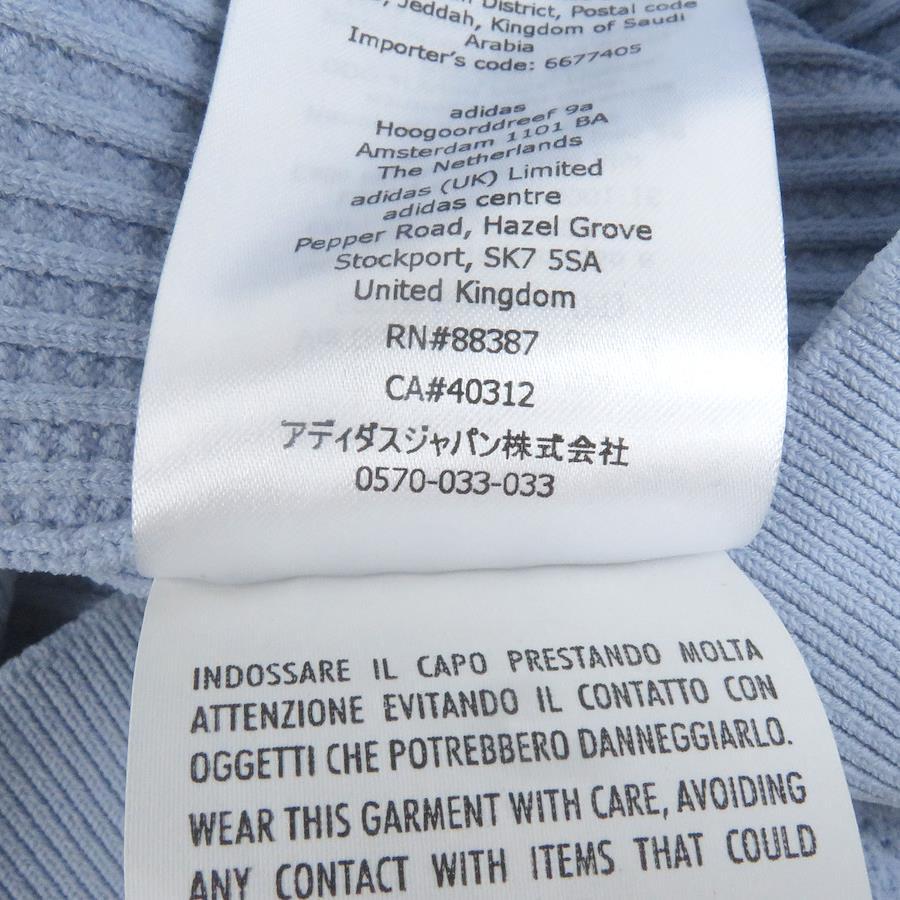 District, Postal code
Jeddah, Kingdom of Saudi
Arabia
Importer's code: 6677405
adidas
Hoogoorddreef 9a
Amsterdam 1101 BA
The Netherlands
adidas (UK) Limited
adidas centre
Pepper Road, Hazel Grove
Stockport, SK7 5SA
United Kingdom
RN#88387
CA#40312
アディダスジャパン株式会社
0570-033-033
INDOSSARE IL CAPO PRESTANDO MOLTA
ATTENZIONE EVITANDO IL CONTATTO CON
OGGETTI CHE POTREBBERO DANNEGGIARLO.
WEAR THIS GARMENT WITH CARE, AVOIDING
ANY CONTACT WITH ITEMS THAT COULD